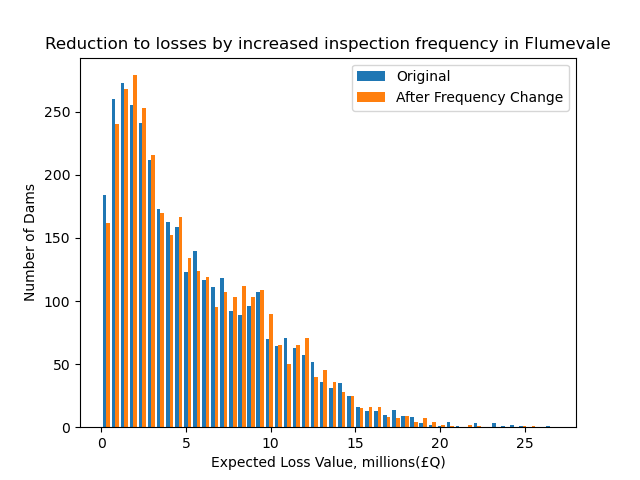 Reduction to losses by increased inspection frequency in Flumevale
Original
After Frequency Change
Number of Dams
250
200
150
100
50
0
0 5 10 15 20 25
Expected Loss Value, millions(£Q)